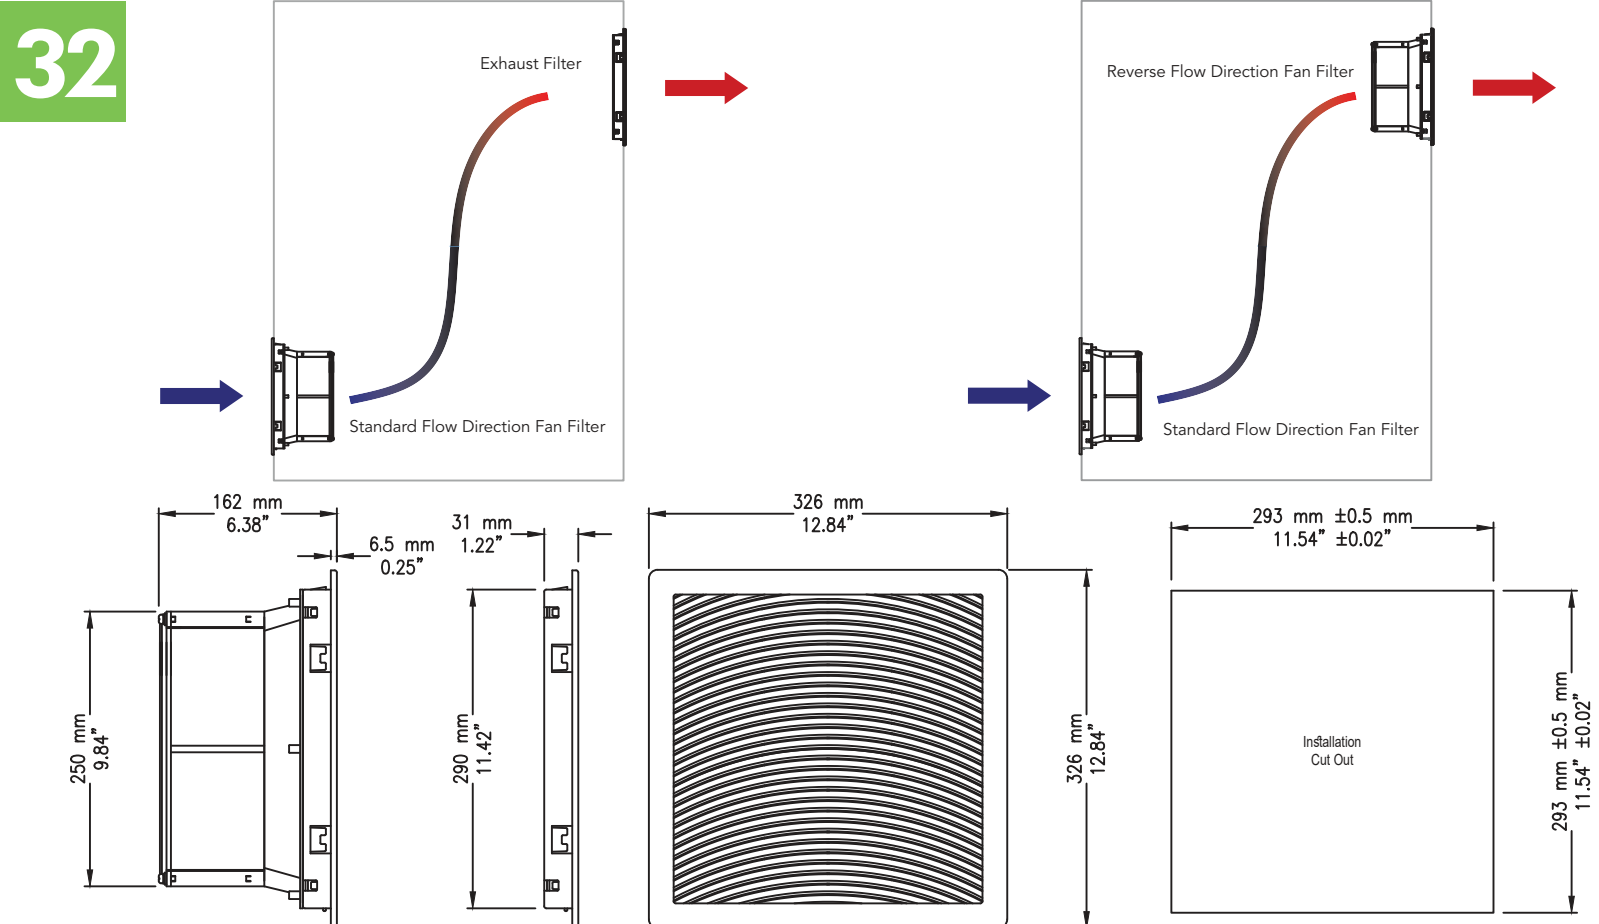 32
Exhaust Filter
Standard Flow Direction Fan Filter
Reverse Flow Direction Fan Filter
Standard Flow Direction Fan Filter
162 mm
6.38”
6.5 mm
0.25”
250 mm
9.84”
31 mm
1.22”
290 mm
11.42”
326 mm
12.84”
326 mm
12.84”
293 mm ±0.5 mm
11.54” ±0.02”
Installation
Cut Out
293 mm ±0.5 mm
11.54” ±0.02”